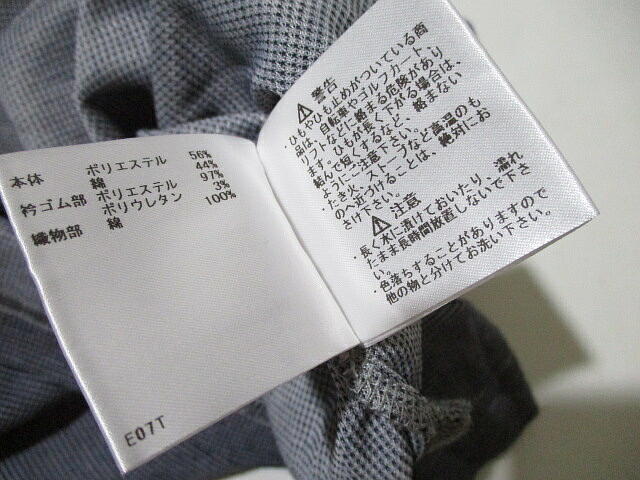 本体 ポリエステル 56%
綿 44%
衿ゴム部 ポリエステル 97%
ポリウレタン 3%
織物部 綿 100%
E07T
警告
・ひもやひも止めがついている商
品は、自転車やゴルフカート、
リフトなどに絡まる危険があり
ます。ひもが長く下がる場合は、
結んで短くするなど、絡まない
ようにご注意下さい。
・たき火、ストーブなど高温のも
のに近づけることは、絶対にお
さけ下さい。
注意
・長く水に漬けておいたり、濡れ
たまま長時間放置しないで下さ
い。
・色落ちすることがありますので
他の物と分けてお洗い下さい。